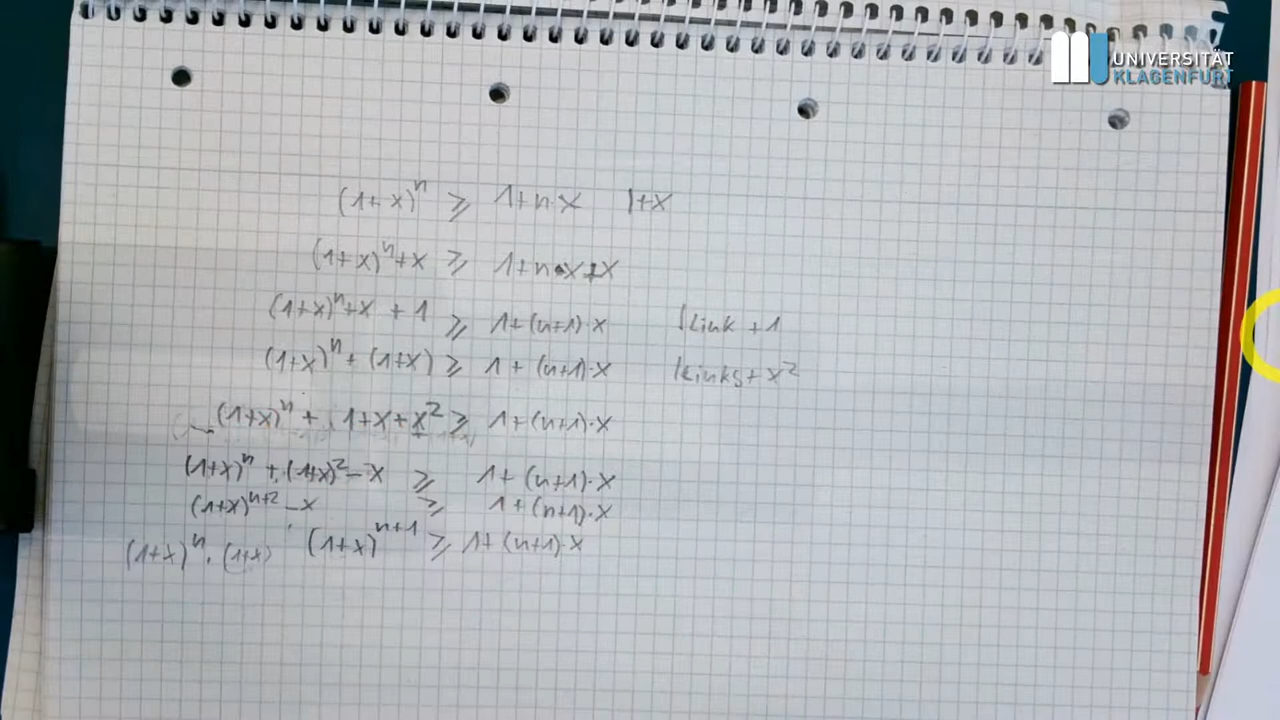 UNIVERSITÄT
KLAGENFURT
(1+x)^n ≥ 1+n·x |+x
(1+x)^n+x ≥ 1+n·x+x
(1+x)^n+x +1 ≥ 1+(n+1)·x |Link +1
(1+x)^n + (1+x) ≥ 1+(n+1)·x |Links+x²
(1+x)^n + 1+x+x² ≥ 1+(n+1)·x
(1+x)^n + (1+x)² -x ≥ 1+(n+1)·x
(1+x)^{n+2} -x ≥ 1+(n+1)·x
(1+x)^n · (1+x) (1+x)^{n+1} ≥ 1+(n+1)·x